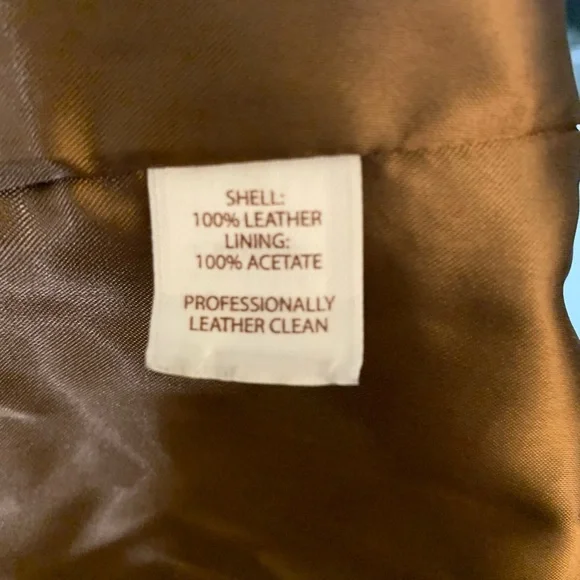 SHELL:
100% LEATHER
LINING:
100% ACETATE
PROFESSIONALLY
LEATHER CLEAN